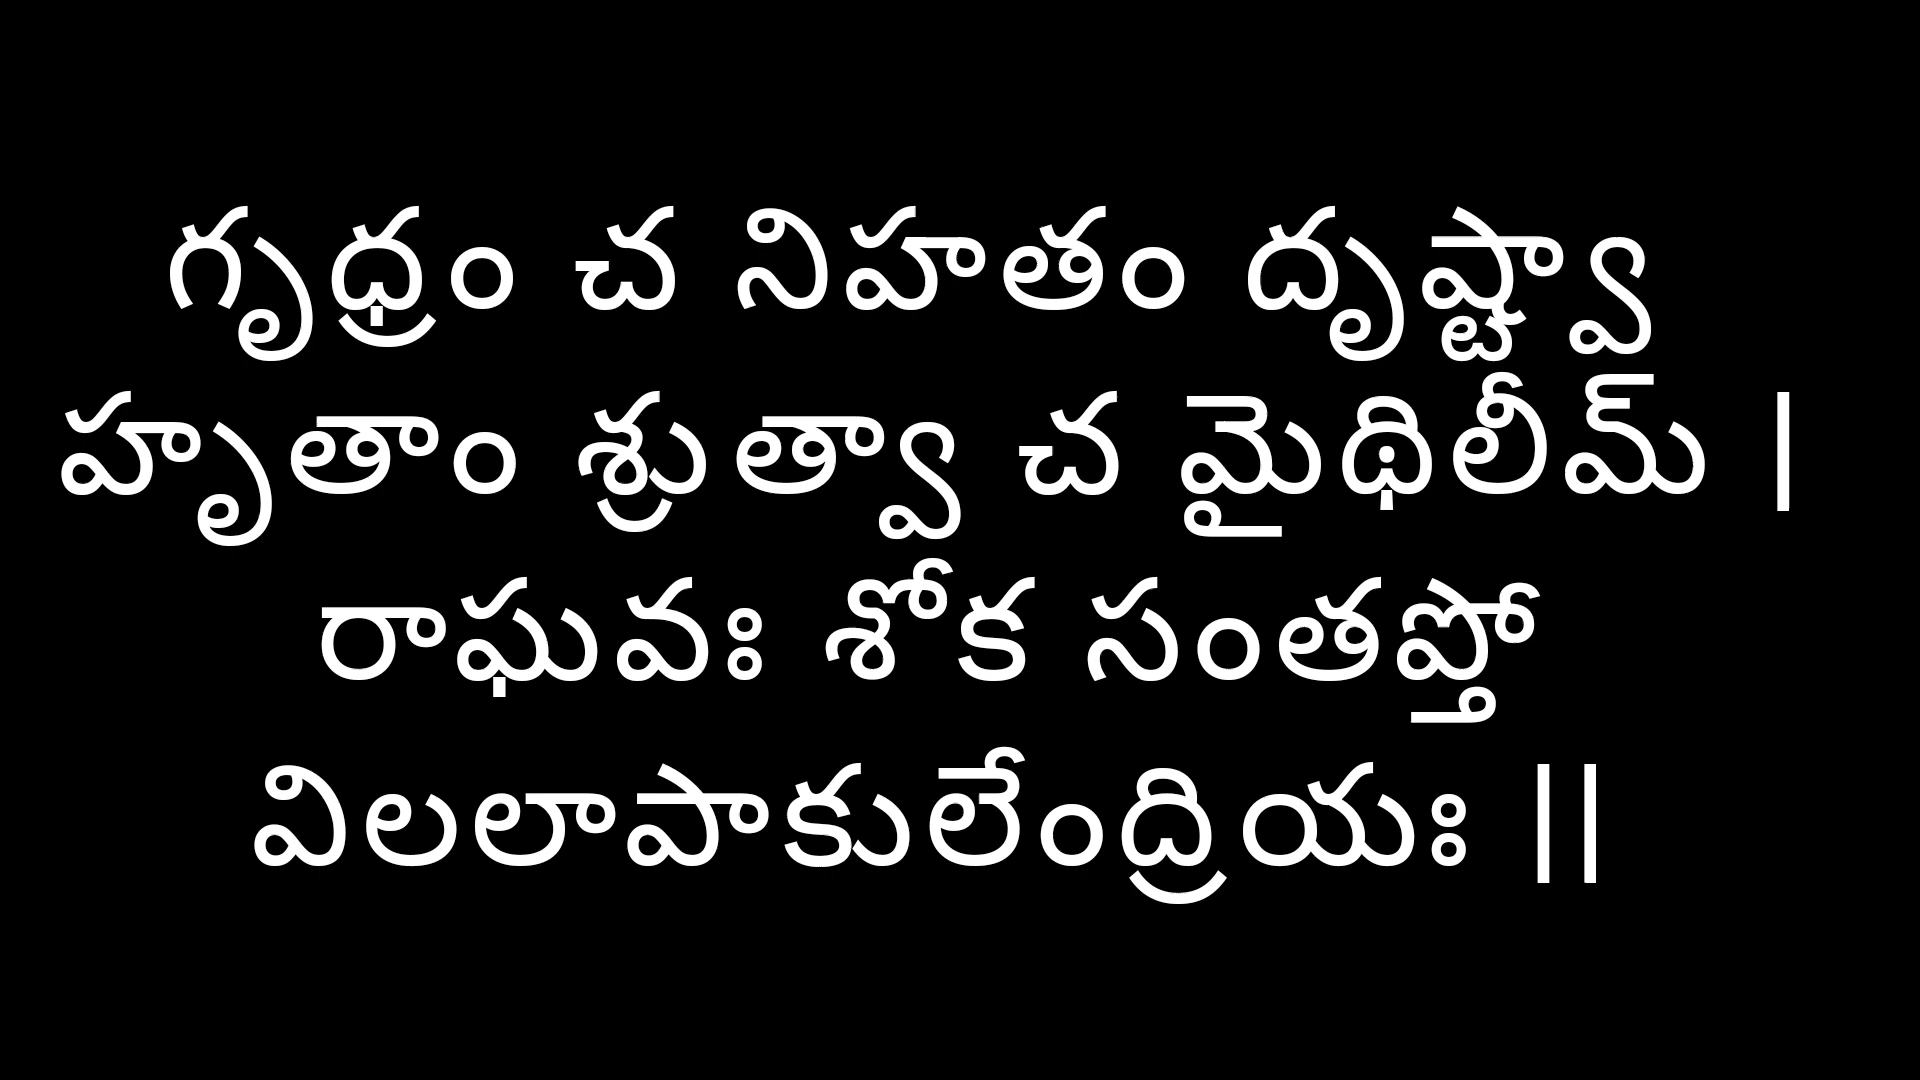 గృధ్రం చ నిహతం దృష్ట్వా
హృతాం శ్రుత్వా చ మైథిలీమ్ |
రాఘవః శోక సంతప్తో
విలలాపాకులేంద్రియః ||